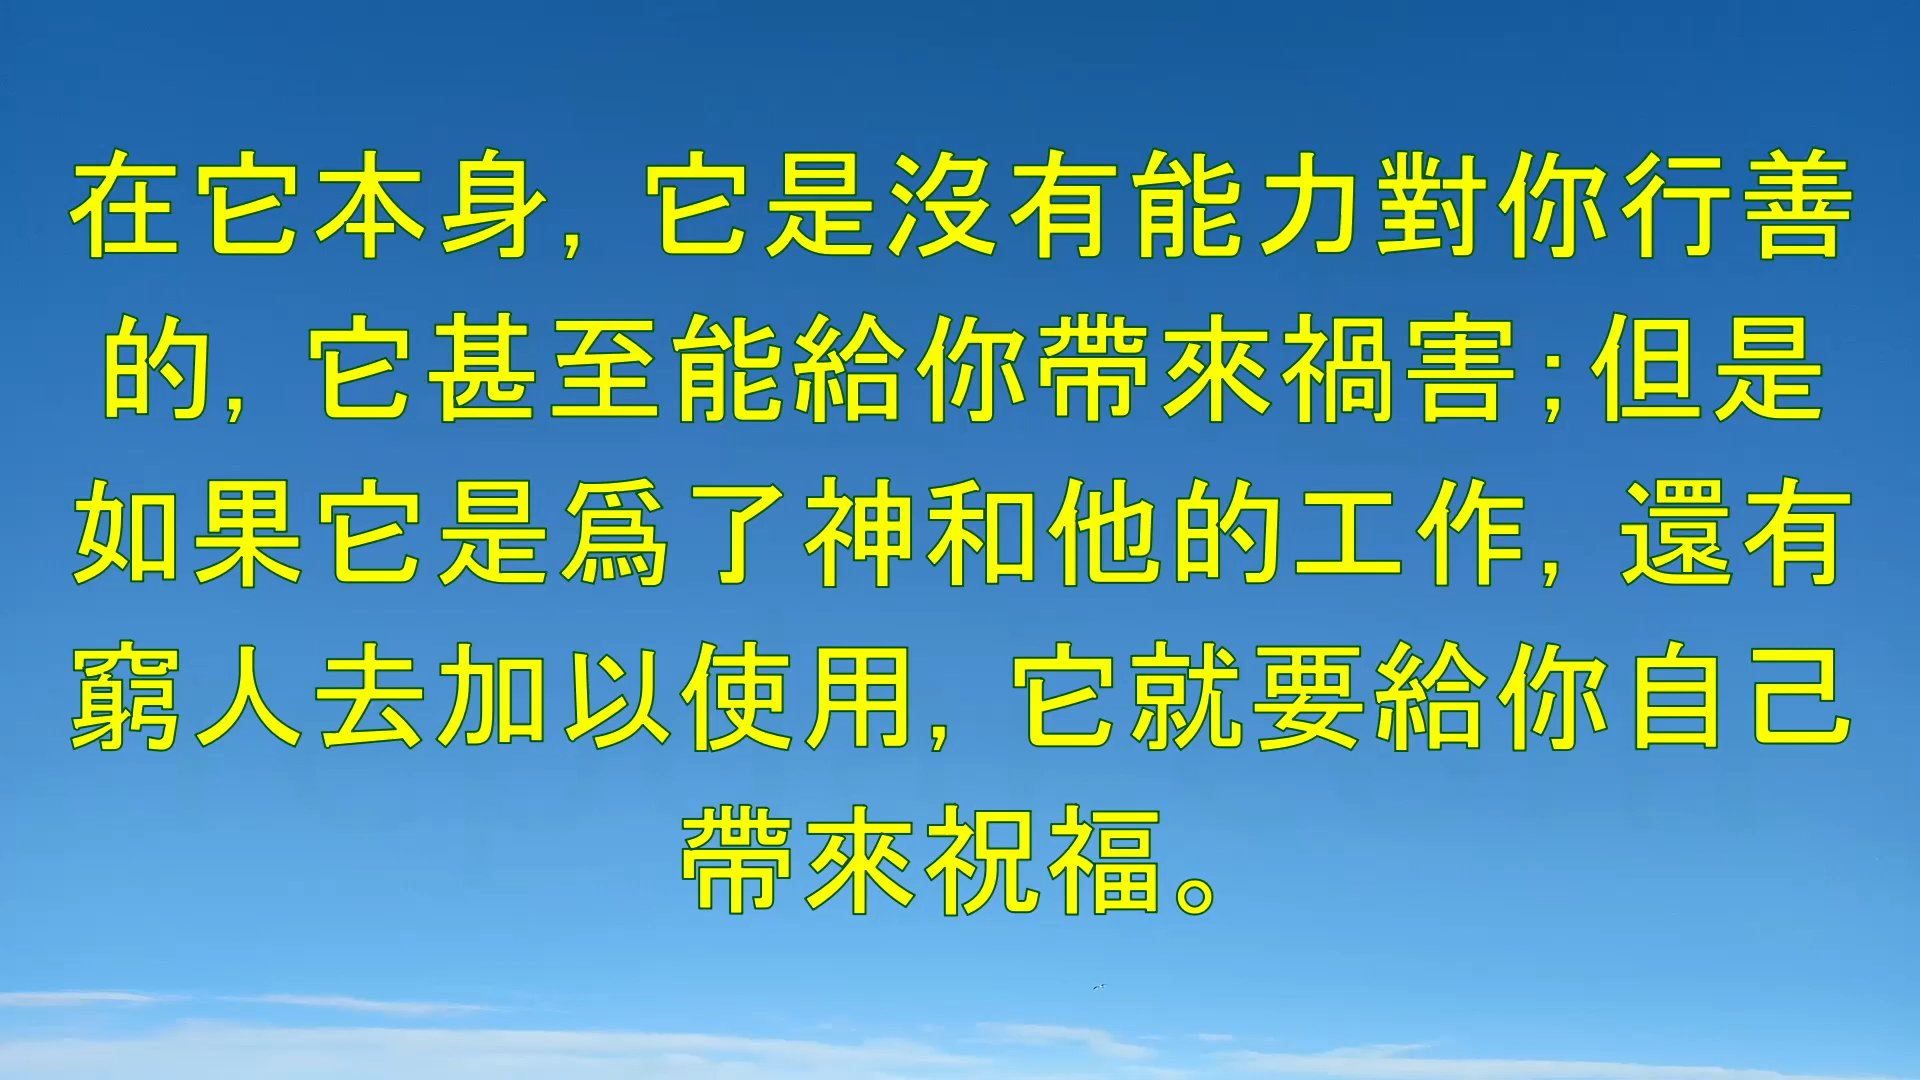 在它本身,它是沒有能力對你行善
的,它甚至能給你帶來禍害;但是
如果它是爲了神和他的工作,還有
窮人去加以使用,它就要給你自己
帶來祝福。